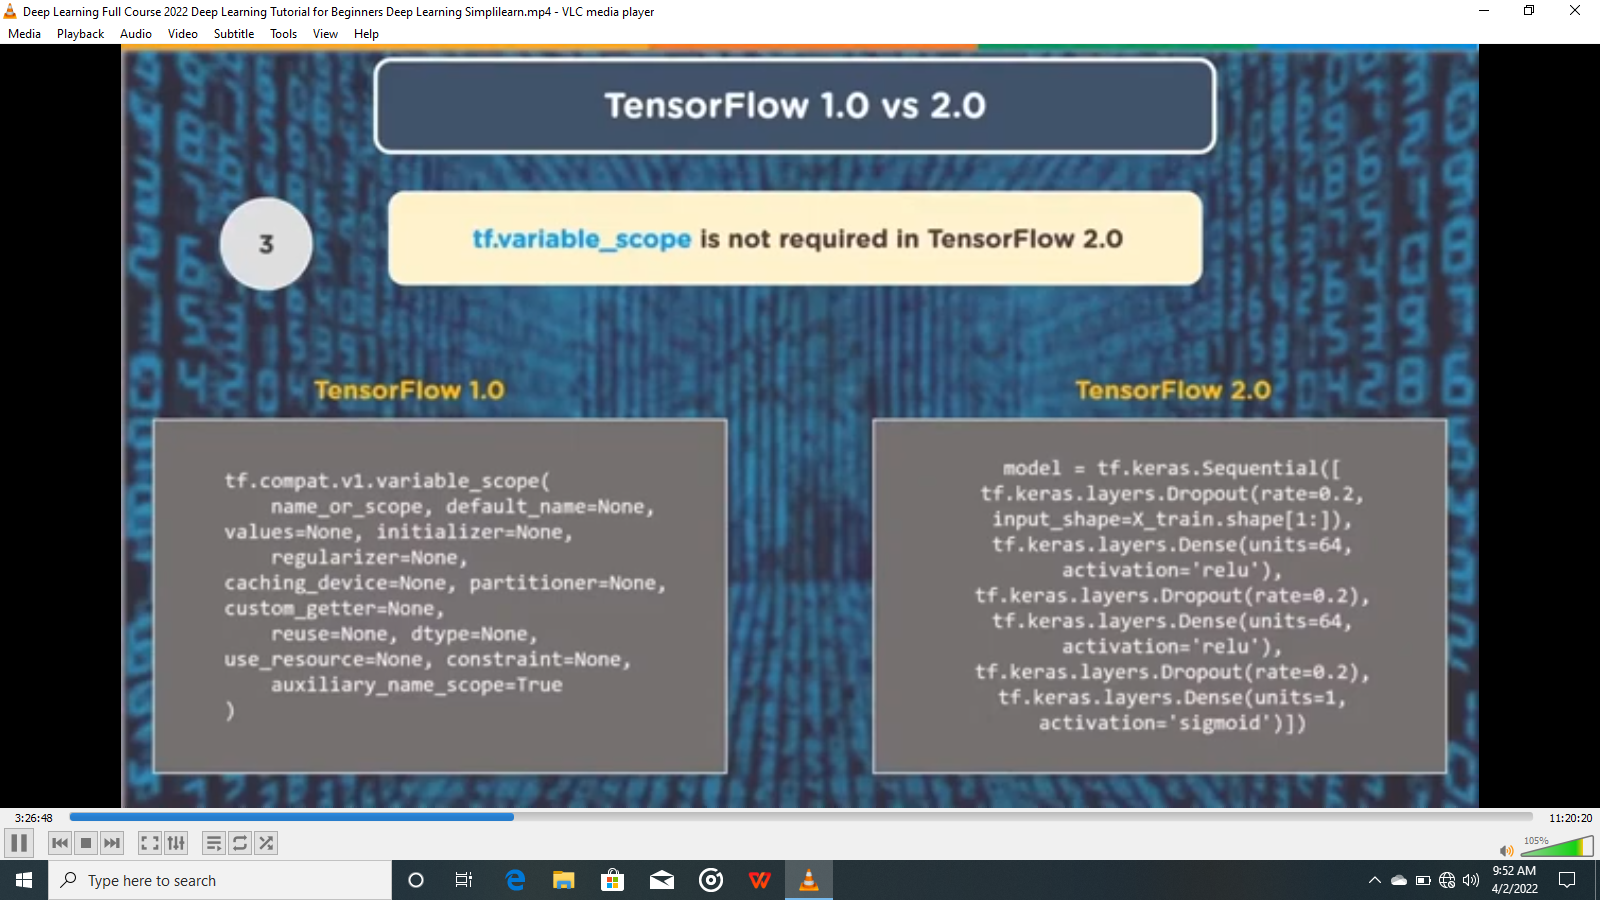 Deep Learning Full Course 2022 Deep Learning Tutorial for Beginners Deep Learning Simplilearn.mp4 - VLC media player
Media Playback Audio Video Subtitle Tools View Help
TensorFlow 1.0 vs 2.0
3
tf.variable_scope is not required in TensorFlow 2.0
TensorFlow 1.0
tf.compat.v1.variable_scope(
name_or_scope, default_name=None,
values=None, initializer=None,
regularizer=None,
caching_device=None, partitioner=None,
custom_getter=None,
reuse=None, dtype=None,
use_resource=None, constraint=None,
auxiliary_name_scope=True
)
TensorFlow 2.0
model = tf.keras.Sequential([
tf.keras.layers.Dropout(rate=0.2,
input_shape=X_train.shape[1:]),
tf.keras.layers.Dense(units=64,
activation='relu'),
tf.keras.layers.Dropout(rate=0.2),
tf.keras.layers.Dense(units=64,
activation='relu'),
tf.keras.layers.Dropout(rate=0.2),
tf.keras.layers.Dense(units=1,
activation='sigmoid')])
3:26:48
11:20:20
105%
Type here to search
9:52 AM
4/2/2022